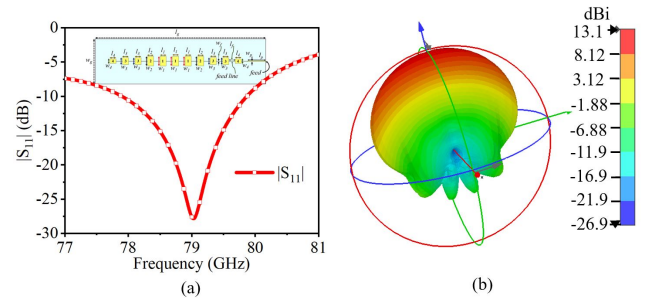 0
-5
-10
-15
-20
-25
-30
|S11| (dB)
feed line
feed
|S11|
77
78
79
80
81
Frequency (GHz)
(a)
dBi
13.1
8.12
3.12
-1.88
-6.88
-11.9
-16.9
-21.9
-26.9
(b)